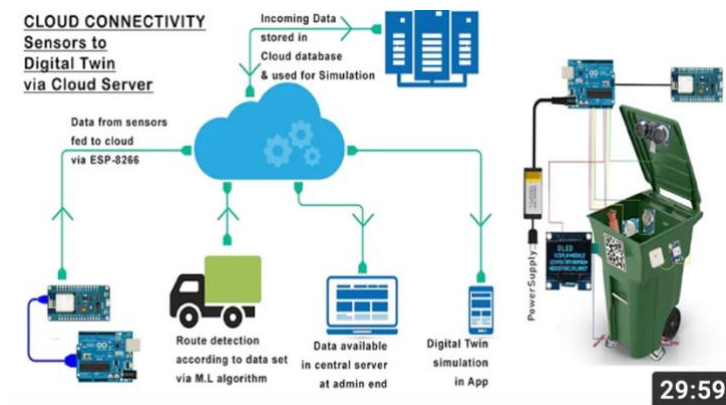 CLOUD CONNECTIVITY
Sensors to
Digital Twin
via Cloud Server
Incoming Data
stored in
Cloud database
& used for Simulation
Data from sensors
fed to cloud
via ESP-8266
Route detection
according to data set
via M.L algorithm
Data available
in central server
at admin end
Digital Twin
simulation
in App
PowerSupply
OLED
29:59